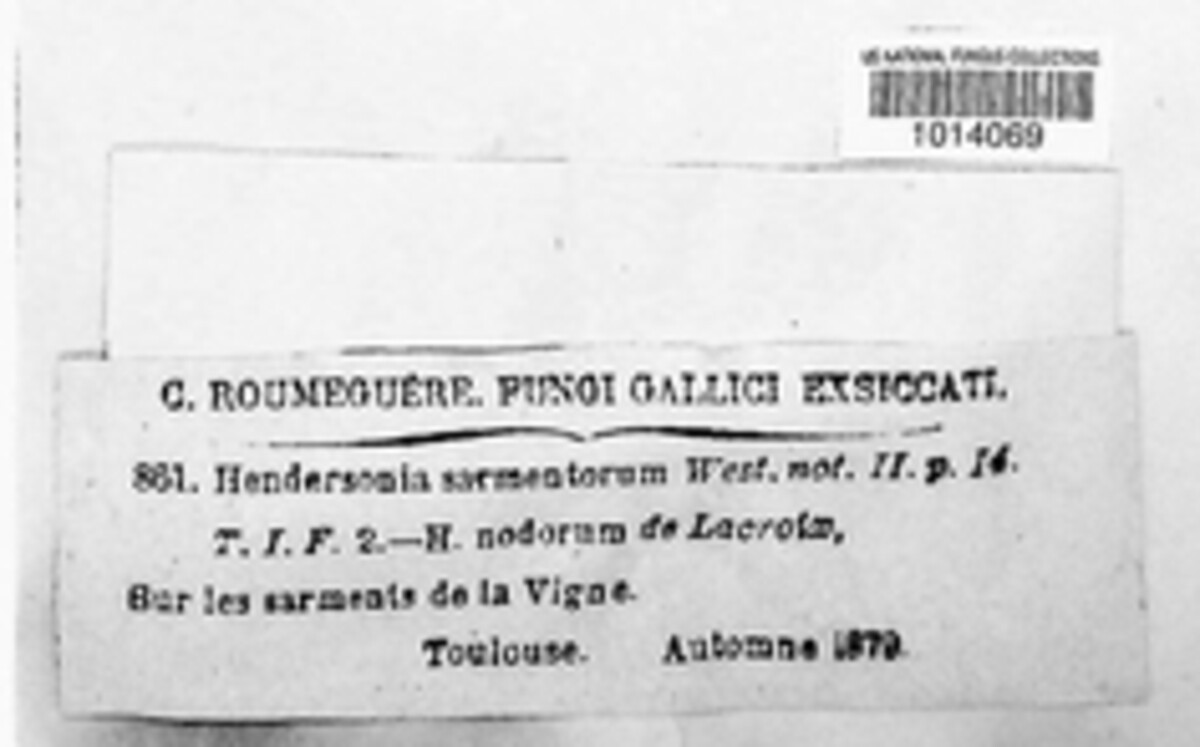 US NATIONAL FUNGUS COLLECTIONS
1014069
C. ROUMEGUÉRE. FUNGI GALLICI EXSICCATI.
861. Hendersonia sarmentorum West. not. II. p. 14.
T. I. F. 2.—H. nodorum de Lacroix,
Sur les sarments de la Vigne.
Toulouse. Automne 1879.